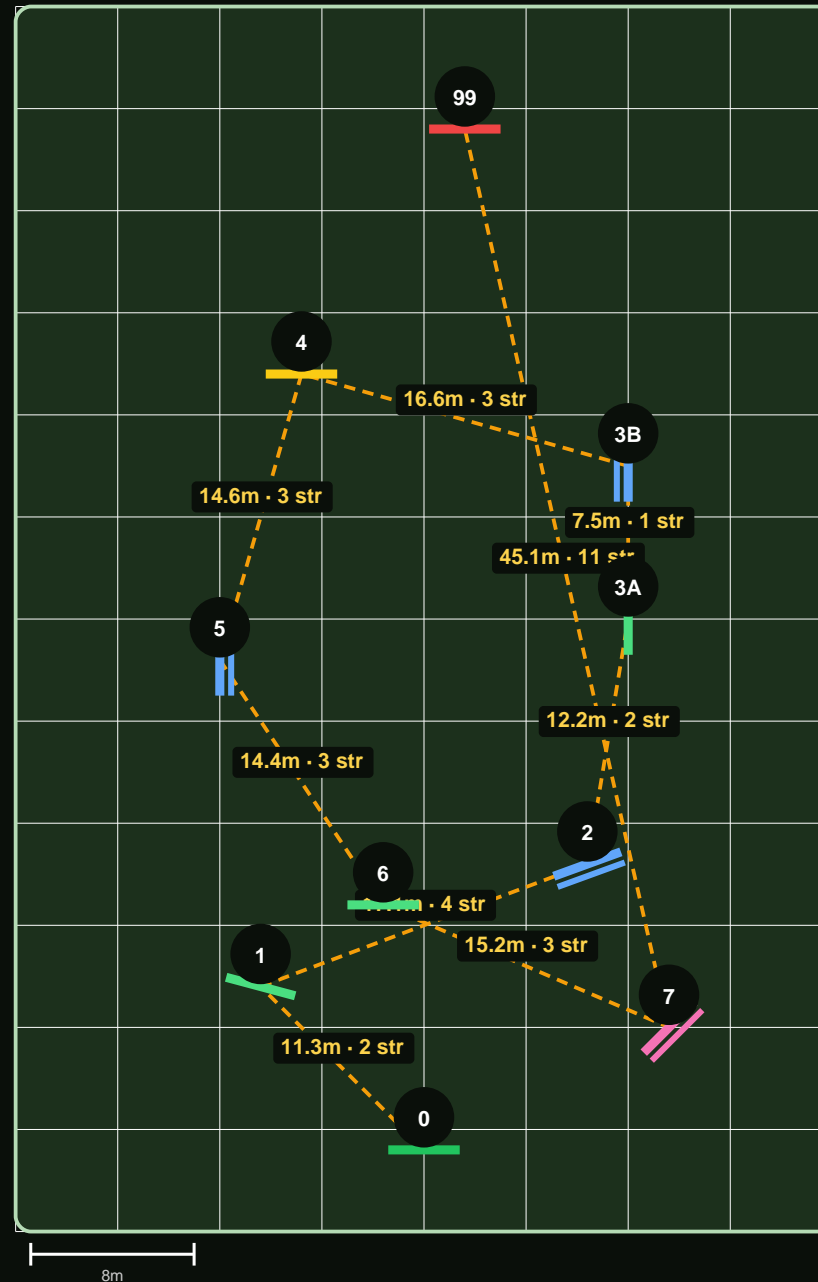 99
4
16.6m · 3 str
3B
14.6m · 3 str
7.5m · 1 str
45.1m · 11 str
3A
5
12.2m · 2 str
14.4m · 3 str
2
6
· 4 str
15.2m · 3 str
1
7
11.3m · 2 str
0
8m